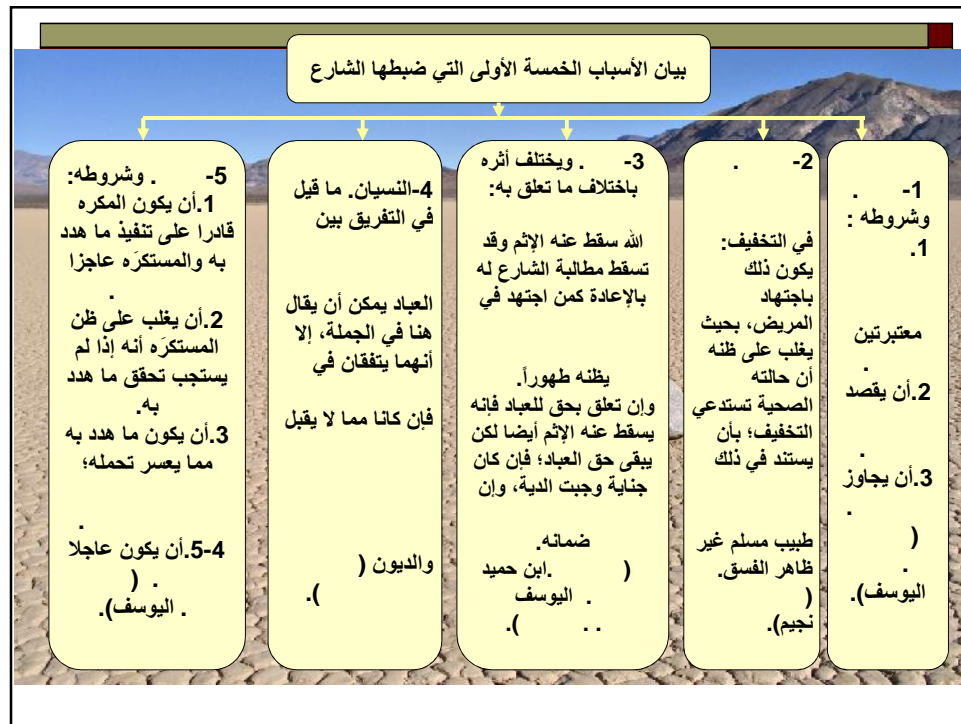 بيان الأسباب الخمسة الأولى التي ضبطها الشارع
1- .
وشروطه :
1.
معتبرتين
.
2.أن يقصد
.
3.أن يجاوز
.
(
.
اليوسف).
2- .
في التخفيف:
يكون ذلك
باجتهاد
المريض، بحيث
يغلب على ظنه
أن حالته
الصحية تستدعي
التخفيف؛ بأن
يستند في ذلك
طبيب مسلم غير
ظاهر الفسق.
(
نجيم).
3- . ويختلف أثره
باختلاف ما تعلق به:
الله سقط عنه الإثم وقد
تسقط مطالبة الشارع له
بالإعادة كمن اجتهد في
يظنه طهوراً.
وإن تعلق بحق للعباد فإنه
يسقط عنه الإثم أيضا لكن
يبقى حق العباد؛ فإن كان
جناية وجبت الدية، وإن
ضمانه.
( .ابن حميد
. اليوسف
. . ).
4-النسيان. ما قيل
في التفريق بين
العباد يمكن أن يقال
هنا في الجملة، إلا
أنهما يتفقان في
فإن كانا مما لا يقبل
والديون (
).
5- . وشروطه:
1.أن يكون المكره
قادرا على تنفيذ ما هدد
به والمستكرَه عاجزا
.
2.أن يغلب على ظن
المستكرَه أنه إذا لم
يستجب تحقق ما هدد
به.
3.أن يكون ما هدد به
مما يعسر تحمله؛
.
4-5.أن يكون عاجلا
. (
. اليوسف).